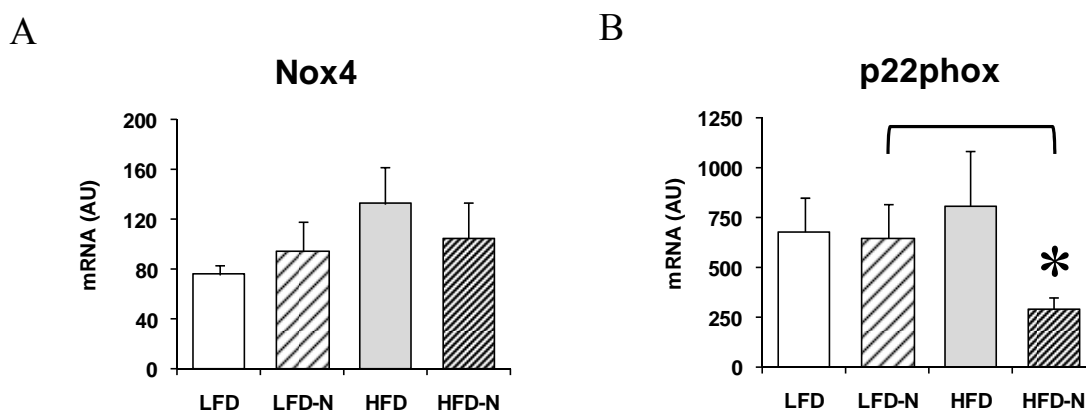 A
Nox4
200
160
120
80
40
0
mRNA (AU)
LFD LFD-N HFD HFD-N
B
p22phox
1250
1000
750
500
250
0
mRNA (AU)
*
LFD LFD-N HFD HFD-N